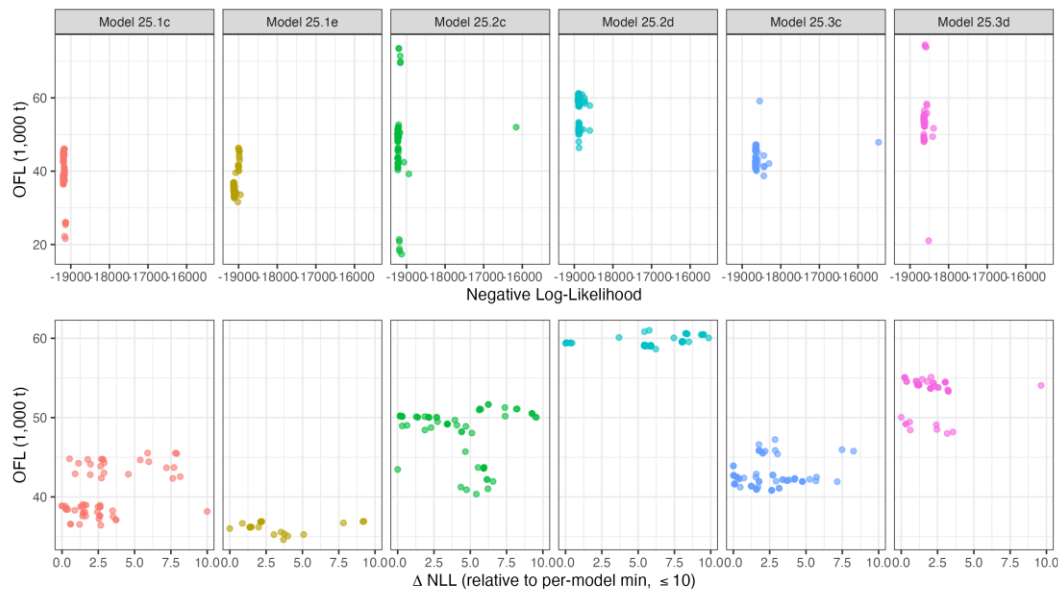 Model 25.1c Model 25.1e Model 25.2c Model 25.2d Model 25.3c Model 25.3d
OFL (1,000 t)
60
40
20
-19000 -18000 -17000 -16000 -19000 -18000 -17000 -16000 -19000 -18000 -17000 -16000 -19000 -18000 -17000 -16000 -19000 -18000 -17000 -16000 -19000 -18000 -17000 -16000
Negative Log-Likelihood
OFL (1,000 t)
60
50
40
0.0 2.5 5.0 7.5 10.0 0.0 2.5 5.0 7.5 10.0 0.0 2.5 5.0 7.5 10.0 0.0 2.5 5.0 7.5 10.0 0.0 2.5 5.0 7.5 10.0 0.0 2.5 5.0 7.5 10.0
Δ NLL (relative to per-model min, ≤ 10)